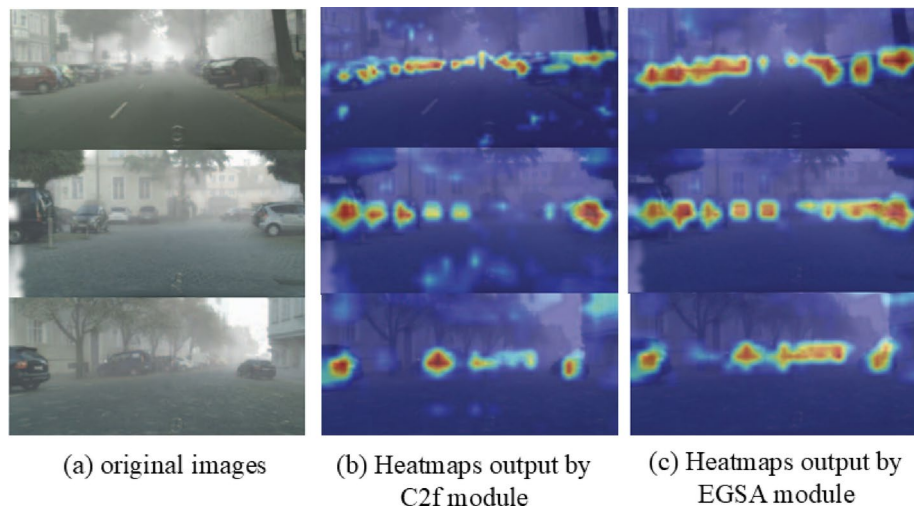 (a) original images
(b) Heatmaps output by
C2f module
(c) Heatmaps output by
EGSA module